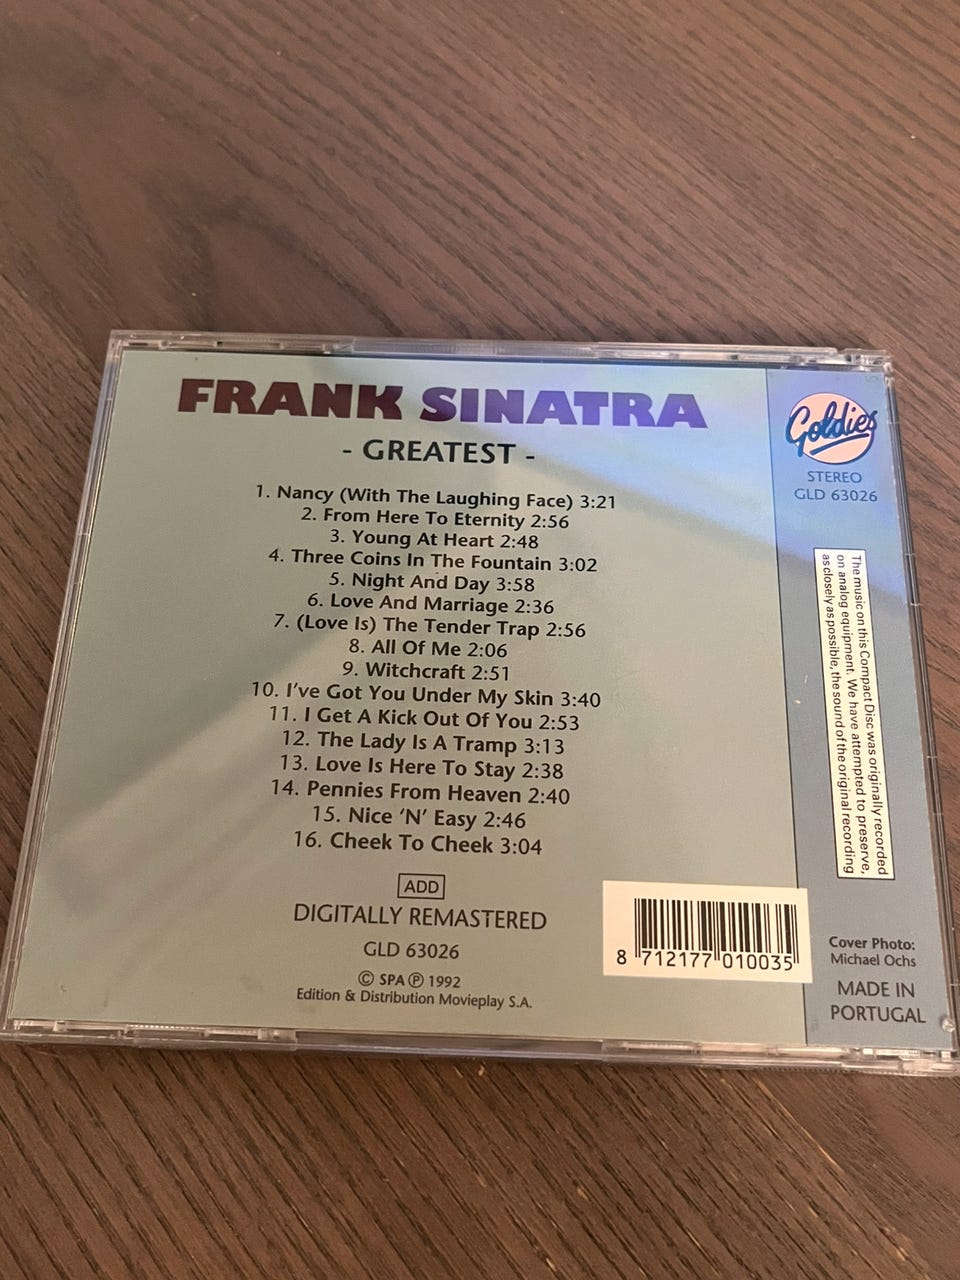 FRANK SINATRA
- GREATEST -
1. Nancy (With The Laughing Face) 3:21
2. From Here To Eternity 2:56
3. Young At Heart 2:48
4. Three Coins In The Fountain 3:02
5. Night And Day 3:58
6. Love And Marriage 2:36
7. (Love Is) The Tender Trap 2:56
8. All Of Me 2:06
9. Witchcraft 2:51
10. I've Got You Under My Skin 3:40
11. I Get A Kick Out Of You 2:53
12. The Lady Is A Tramp 3:13
13. Love Is Here To Stay 2:38
14. Pennies From Heaven 2:40
15. Nice ‘N’ Easy 2:46
16. Cheek To Cheek 3:04
ADD
DIGITALLY REMASTERED
GLD 63026
© SPA ℗ 1992
Edition & Distribution Movieplay S.A.
8 712177 010035
Goldies
STEREO
GLD 63026
The music on this Compact Disc was originally recorded
on analog equipment. We have attempted to preserve,
as closely as possible, the sound of the original recording
Cover Photo:
Michael Ochs
MADE IN
PORTUGAL